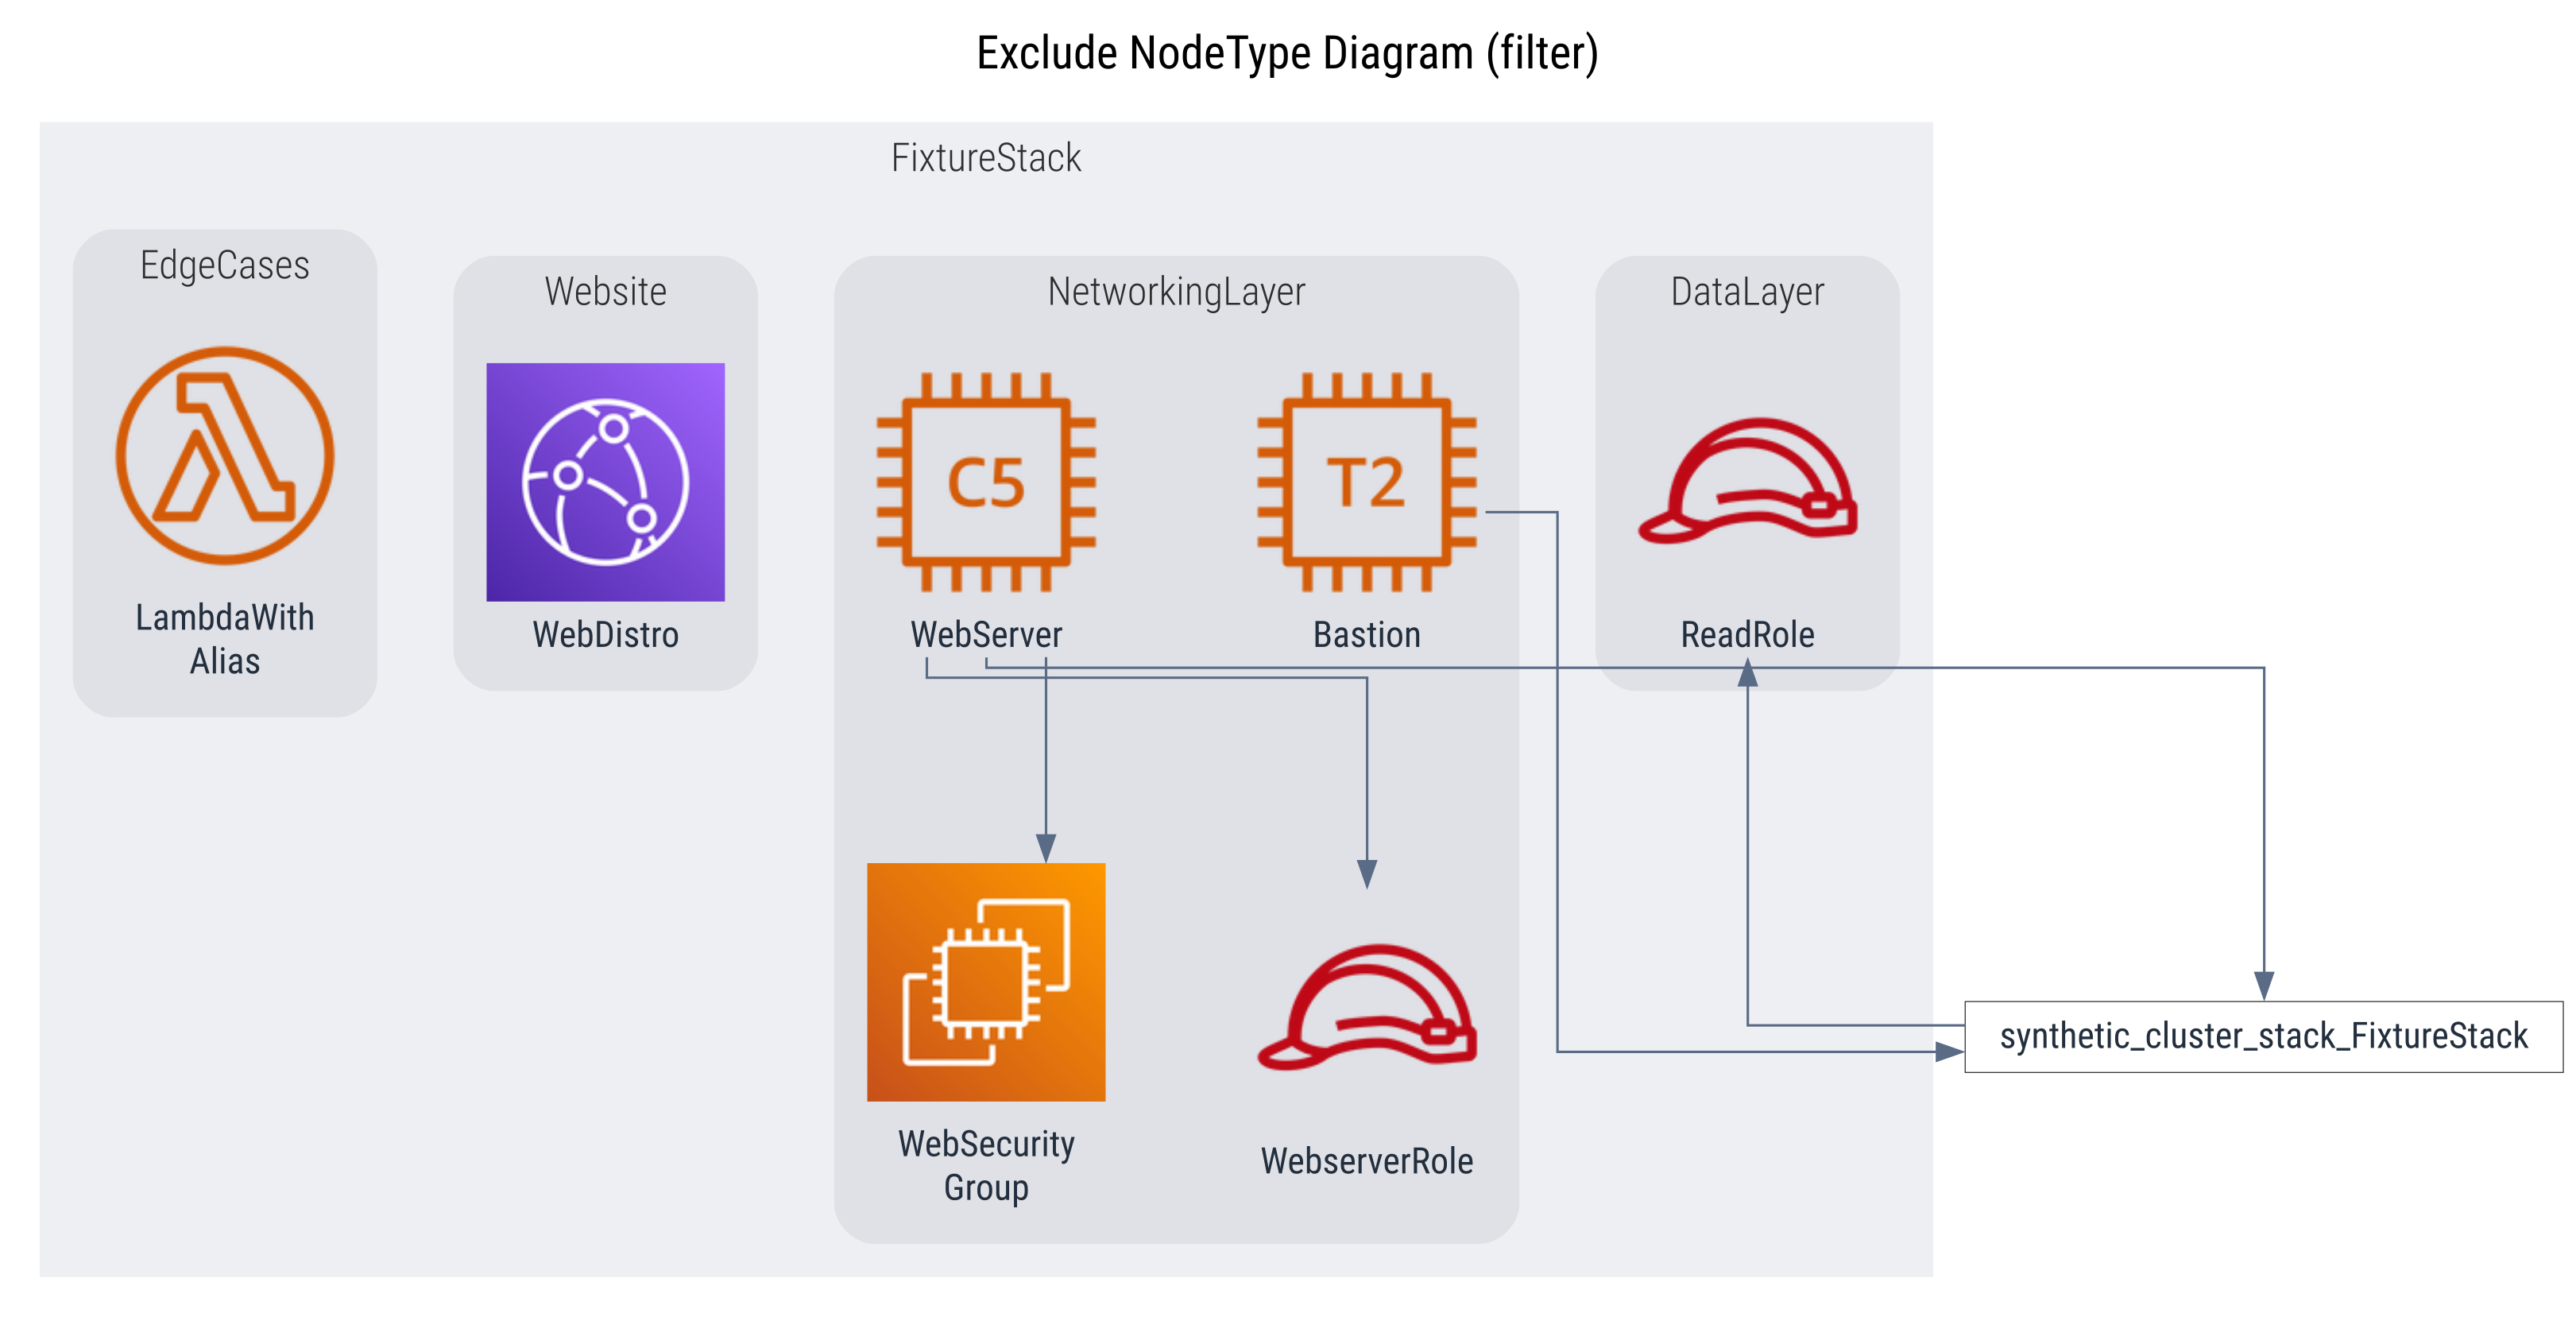 Exclude NodeType Diagram (filter)
FixtureStack
EdgeCases
LambdaWith
Alias
Website
WebDistro
NetworkingLayer
C5
WebServer
T2
Bastion
WebSecurity
Group
WebserverRole
DataLayer
ReadRole
synthetic_cluster_stack_FixtureStack